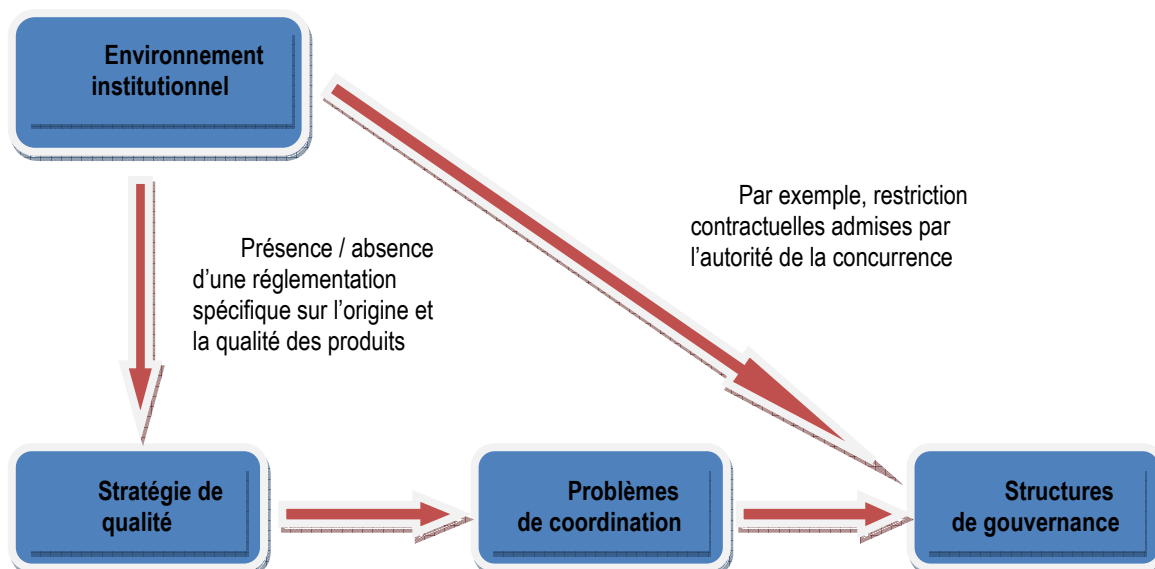 Environnement
institutionnel
Par exemple, restriction
contractuelles admises par
l’autorité de la concurrence
Présence / absence
d’une réglementation
spécifique sur l’origine et
la qualité des produits
Stratégie de
qualité
Problèmes
de coordination
Structures
de gouvernance